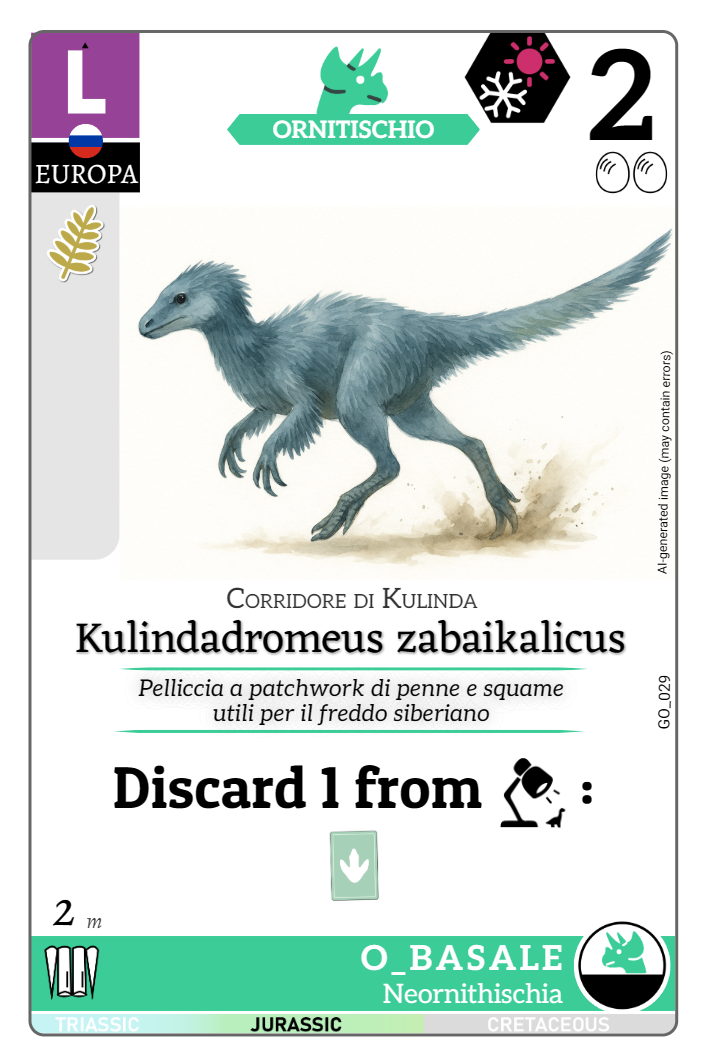 L
EUROPA
ORNITISCHIO
2
AI-generated image (may contain errors)
CORRIDORE DI KULINDA
Kulindadromeus zabaikalicus
Pelliccia a patchwork di penne e squame
utili per il freddo siberiano
GO_029
Discard 1 from :
2 m
O_BASALE
Neornithischia
TRIASSIC JURASSIC CRETACEOUS